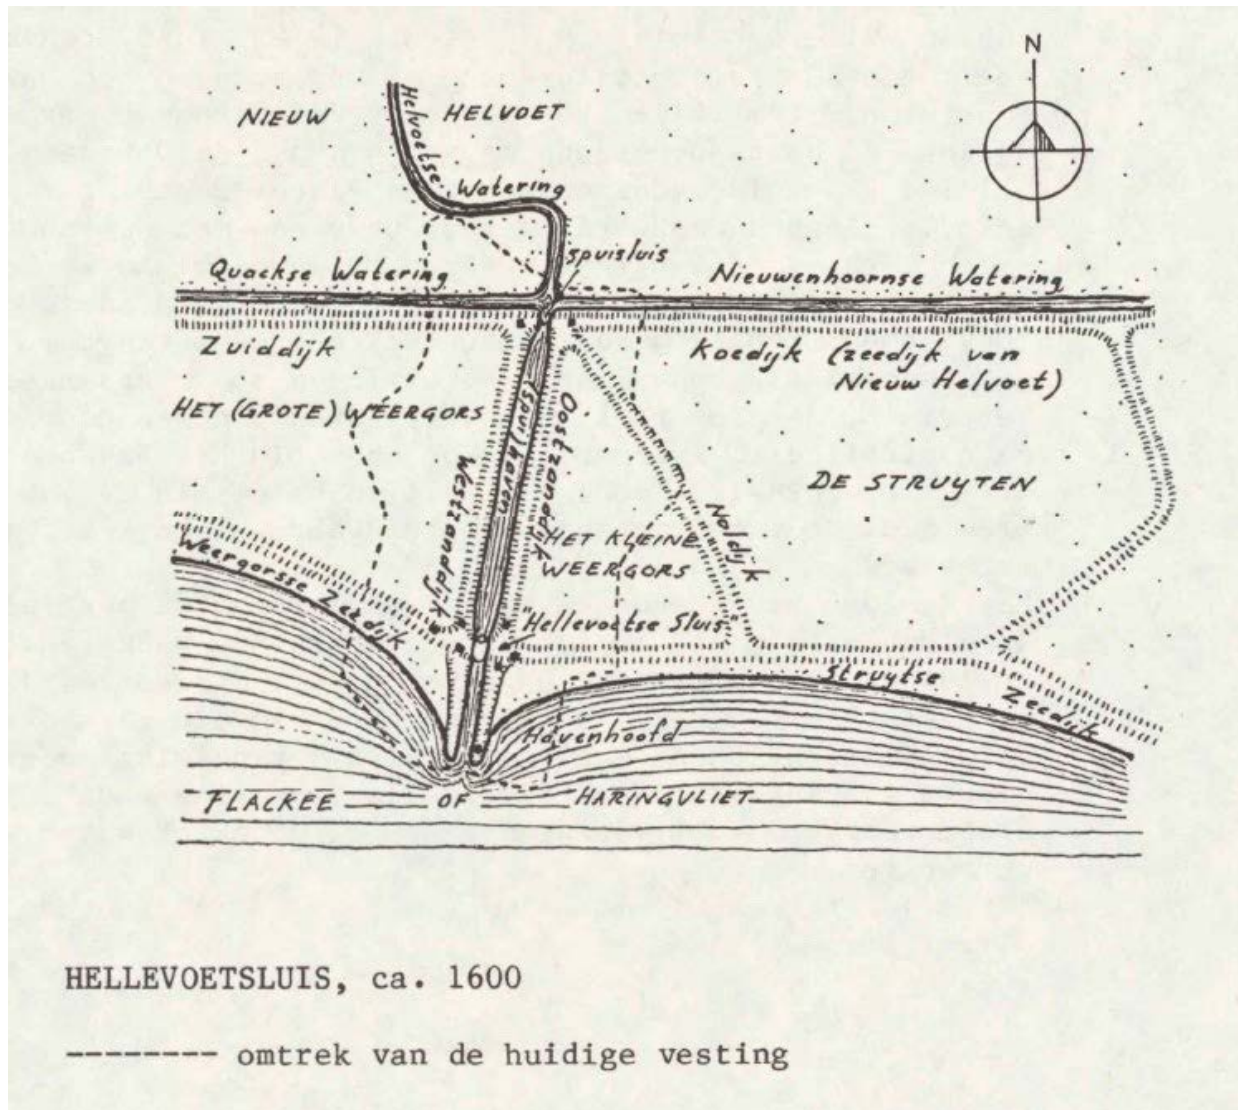 N
NIEUW HELVOET
Helvoetse Watering
spuisluis
Quackse Watering
Nieuwenhoornse Watering
Zuiddijk
Koedijk (zeedijk van
Nieuw Helvoet)
HET (GROTE) WEERGORS
(spui) haven
Oostzanddijk
Westzanddijk
DE STRUYTEN
Noldijk
HET KLEINE
WEERGORS
Weergorsse Zeedijk
"Hellevoetse Sluis"
Struytse Zeedijk
Havenhoofd
FLACKEE OF HARINGVLIET
HELLEVOETSLUIS, ca. 1600
-------- omtrek van de huidige vesting